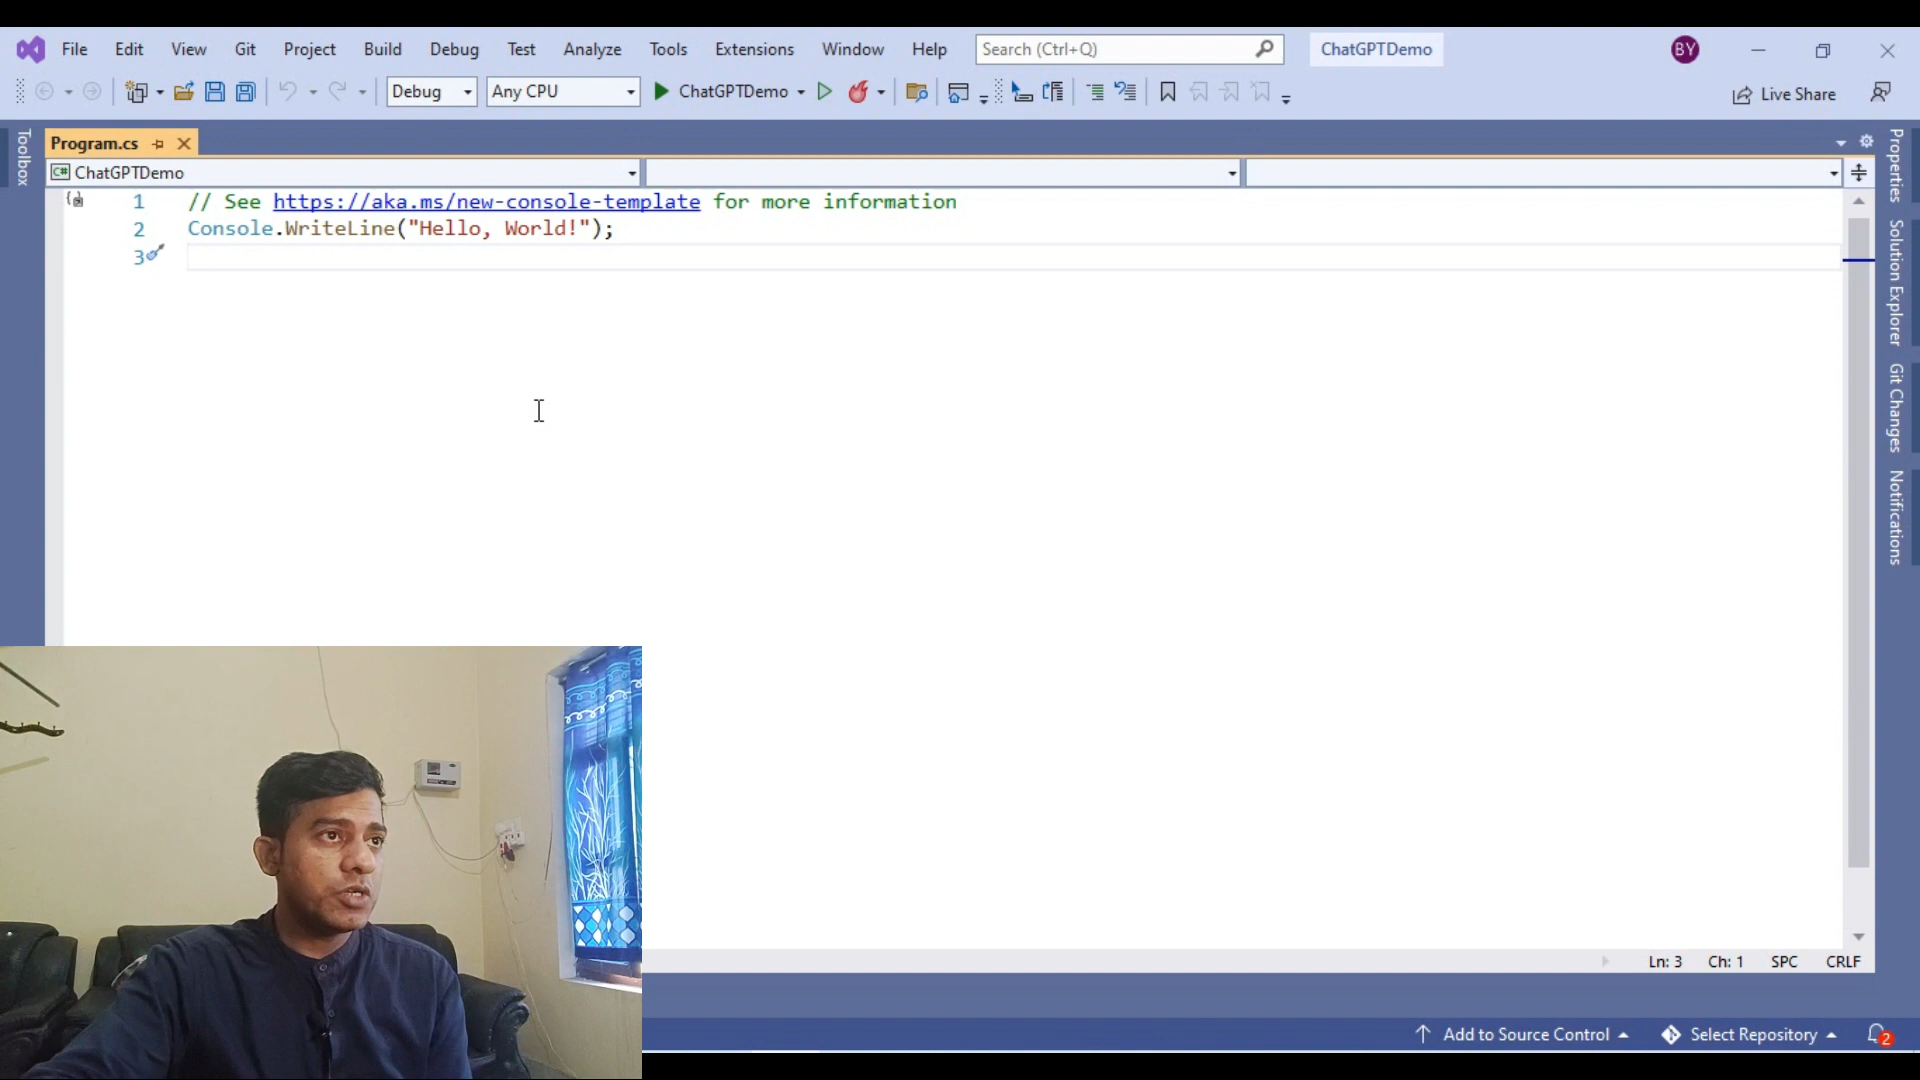 File Edit View Git Project Build Debug Test Analyze Tools Extensions Window Help Search (Ctrl+Q) ChatGPTDemo BY
Debug Any CPU ChatGPTDemo Live Share
Toolbox
Program.cs
C# ChatGPTDemo
1 // See https://aka.ms/new-console-template for more information
2 Console.WriteLine("Hello, World!");
3
Properties
Solution Explorer
Git Changes
Notifications
Ln: 3 Ch: 1 SPC CRLF
Add to Source Control Select Repository 2